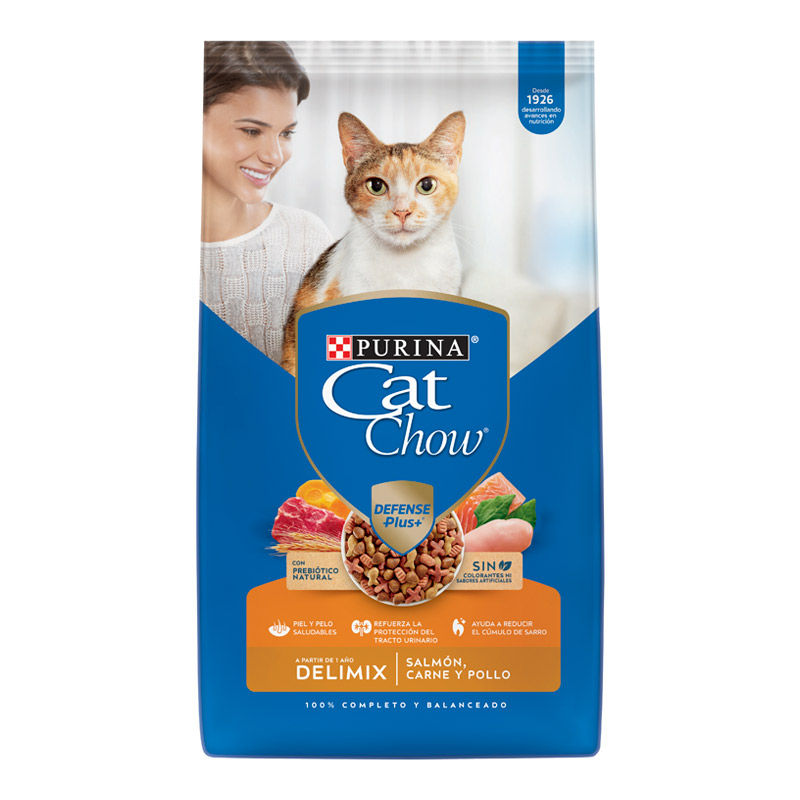 Desde
1926
desarrollando
avances en
nutrición
PURINA®
Cat
Chow®
DEFENSE
Plus+
CON
PREBIÓTICO
NATURAL
SIN
COLORANTES NI
SABORES ARTIFICIALES
PIEL Y PELO
SALUDABLES
REFUERZA LA
PROTECCIÓN DEL
TRACTO URINARIO
AYUDA A REDUCIR
EL CÚMULO DE SARRO
A PARTIR DE 1 AÑO
DELIMIX
SALMÓN,
CARNE Y POLLO
100% COMPLETO Y BALANCEADO